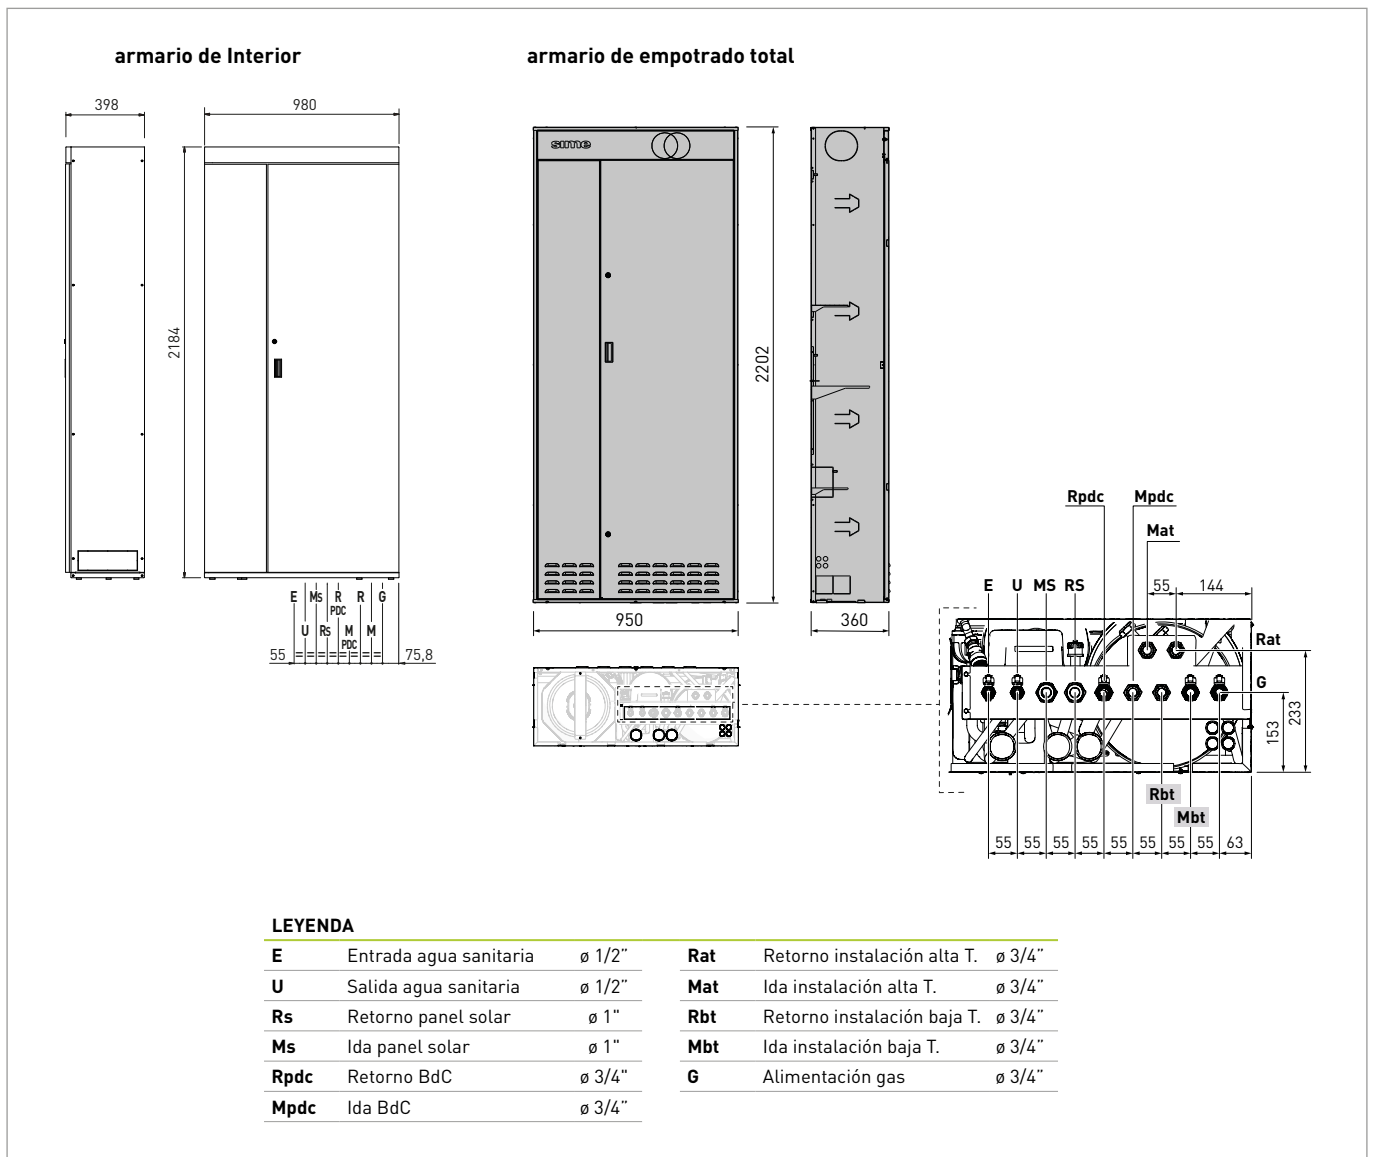 armario de Interior
armario de empotrado total
398
980
2184
sime
2202
950
360
E Ms R R G
PDC
U Rs M M
PDC
55
75,8
Rpdc Mpdc
Mat
E U MS RS
55 144
Rat
G
153
233
Rbt
Mbt
55 55 55 55 55 55 55 55 63
LEYENDA
E Entrada agua sanitaria ø 1/2”
U Salida agua sanitaria ø 1/2”
Rs Retorno panel solar ø 1"
Ms Ida panel solar ø 1"
Rpdc Retorno BdC ø 3/4"
Mpdc Ida BdC ø 3/4”
Rat Retorno instalación alta T. ø 3/4”
Mat Ida instalación alta T. ø 3/4”
Rbt Retorno instalación baja T. ø 3/4”
Mbt Ida instalación baja T. ø 3/4”
G Alimentación gas ø 3/4”